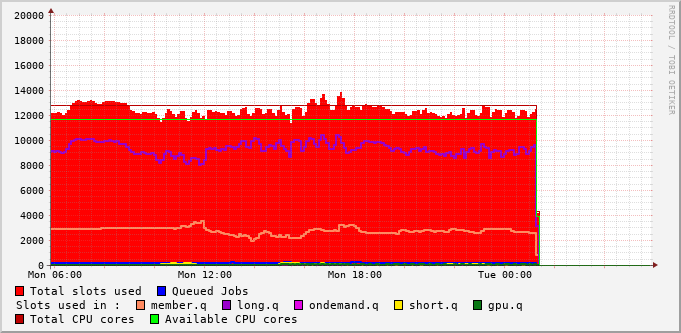 RRDTOOL / TOBI OETIKER
20000
18000
16000
14000
12000
10000
8000
6000
4000
2000
0
Mon 06:00 Mon 12:00 Mon 18:00 Tue 00:00
Total slots used Queued Jobs
Slots used in : member.q long.q ondemand.q short.q gpu.q
Total CPU cores Available CPU cores